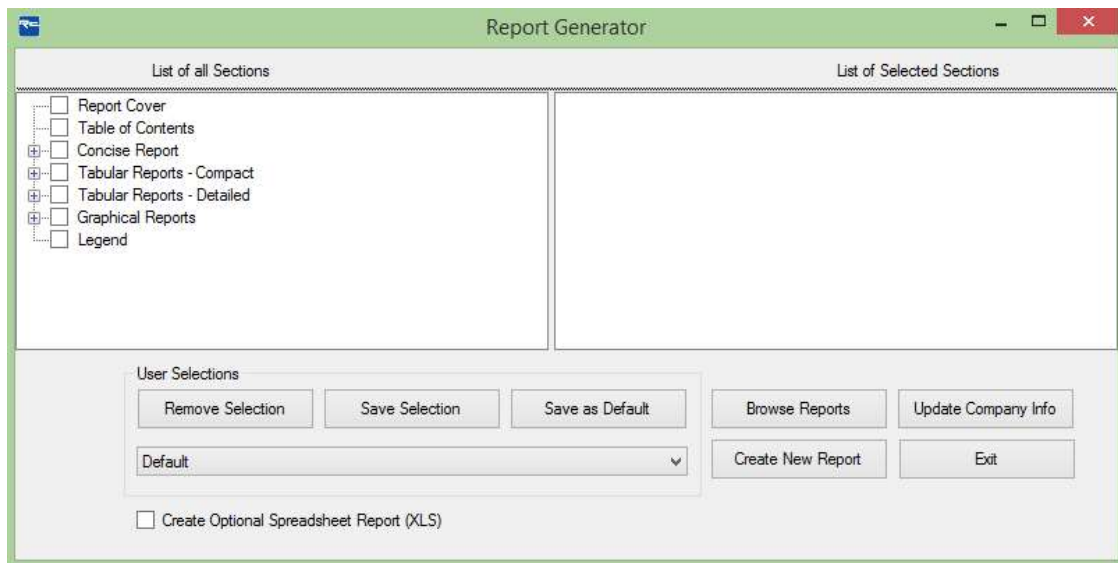 Report Generator
List of all Sections
List of Selected Sections
Report Cover
Table of Contents
Concise Report
Tabular Reports - Compact
Tabular Reports - Detailed
Graphical Reports
Legend
User Selections
Remove Selection
Save Selection
Save as Default
Browse Reports
Update Company Info
Default
Create New Report
Exit
Create Optional Spreadsheet Report (XLS)